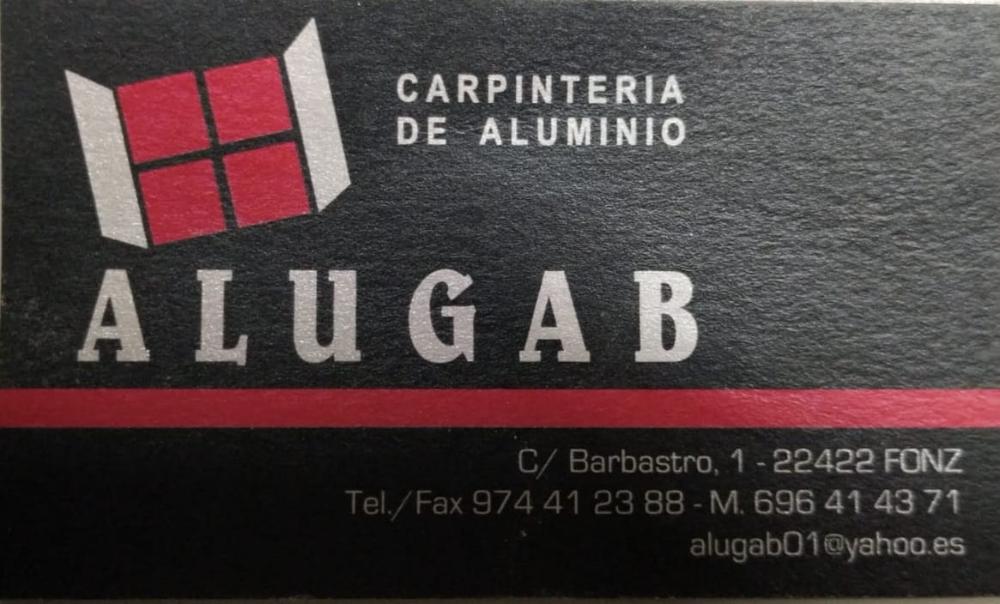 CARPINTERIA
DE ALUMINIO
ALUGAB
C/ Barbastro, 1 - 22422 FONZ
Tel./Fax 974 41 23 88 - M. 696 41 43 71
alugab01@yahoo.es